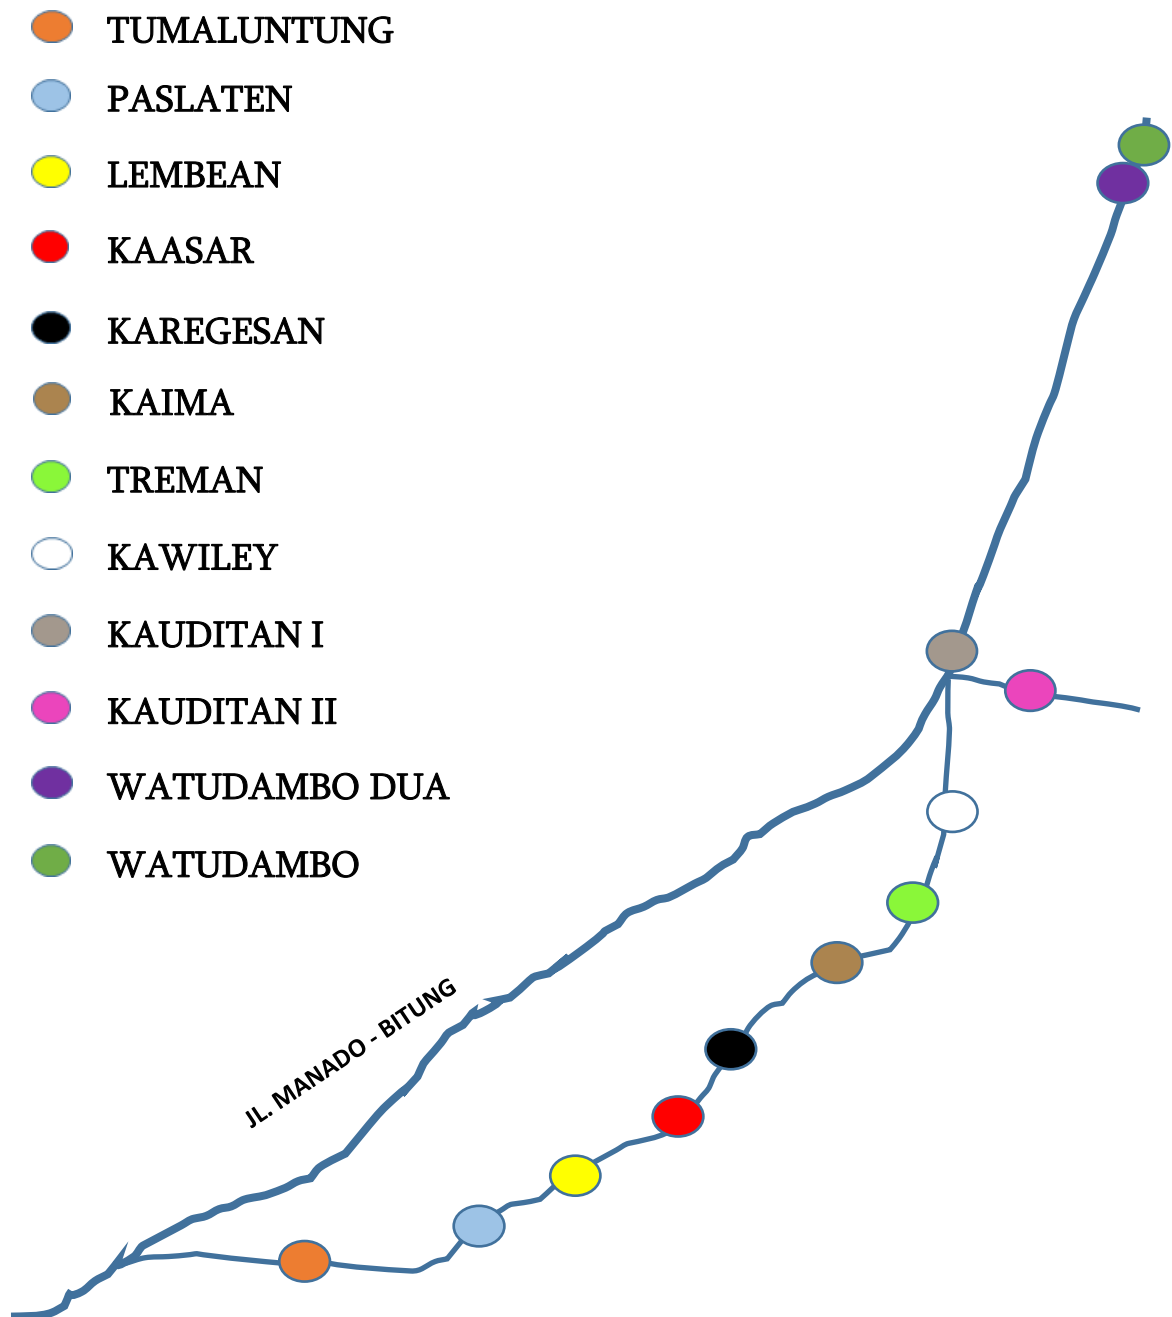 TUMALUNTUNG
PASLATEN
LEMBEAN
KAASAR
KAREGESAN
KAIMA
TREMAN
KAWILEY
KAUDITAN I
KAUDITAN II
WATUDAMBO DUA
WATUDAMBO
JL. MANADO - BITUNG